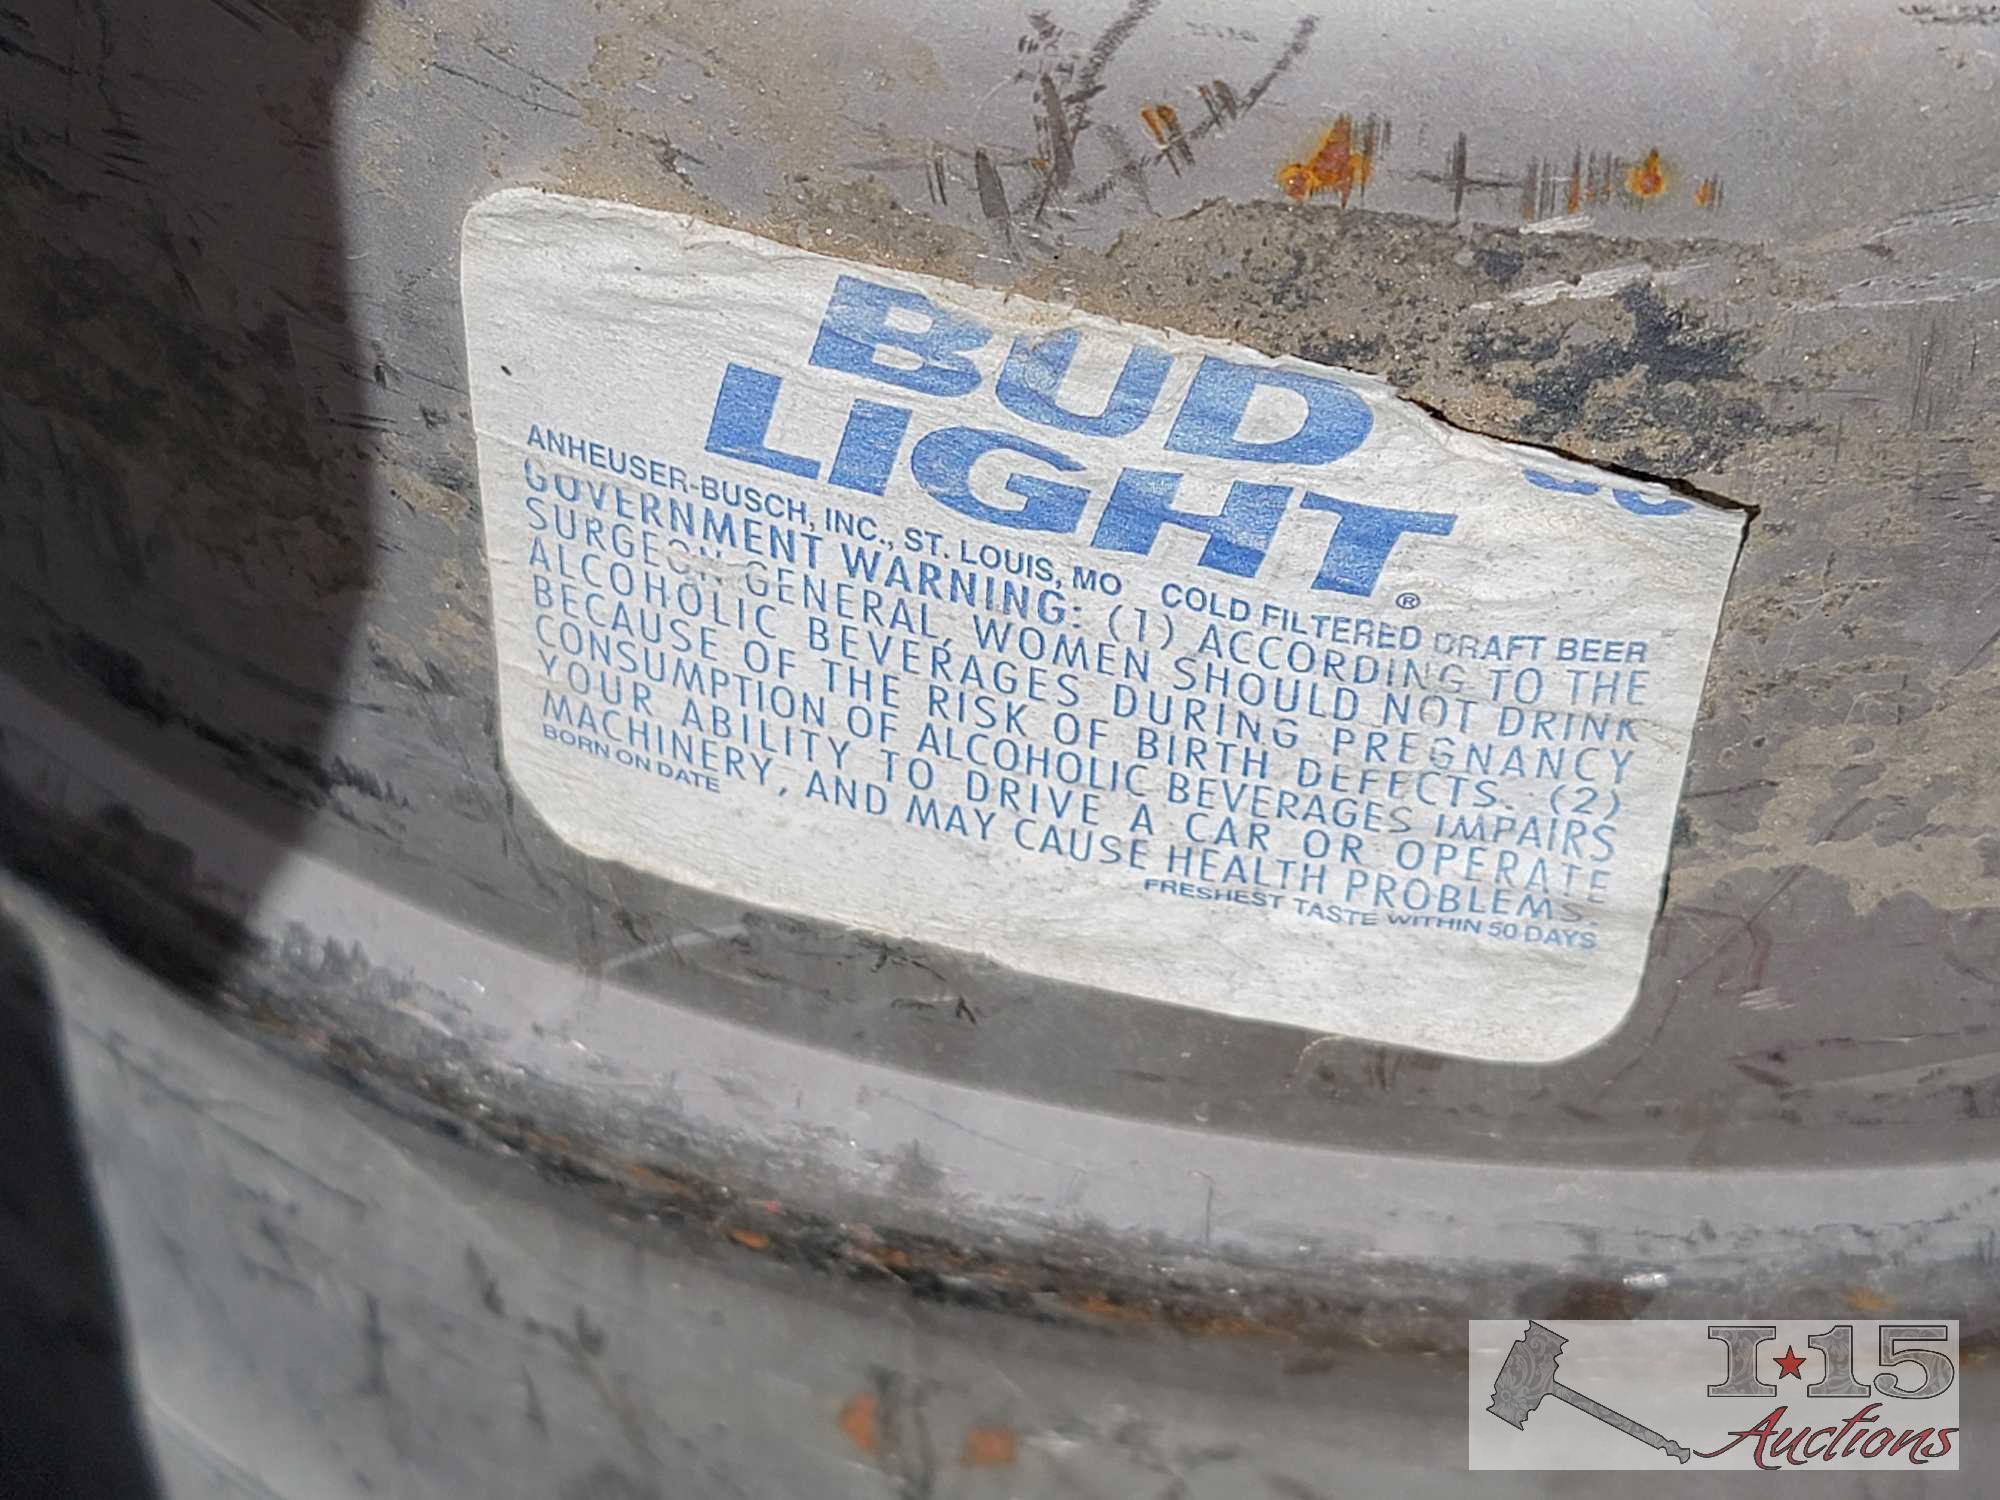 BUD
LIGHT®
ANHEUSER-BUSCH, INC., ST. LOUIS, MO COLD FILTERED DRAFT BEER
GOVERNMENT WARNING: (1) ACCORDING TO THE
SURGEON GENERAL, WOMEN SHOULD NOT DRINK
ALCOHOLIC BEVERAGES DURING PREGNANCY
BECAUSE OF THE RISK OF BIRTH DEFECTS. (2)
CONSUMPTION OF ALCOHOLIC BEVERAGES IMPAIRS
YOUR ABILITY TO DRIVE A CAR OR OPERATE
MACHINERY, AND MAY CAUSE HEALTH PROBLEMS.
BORN ON DATE
FRESHEST TASTE WITHIN 50 DAYS
I★15
Auctions